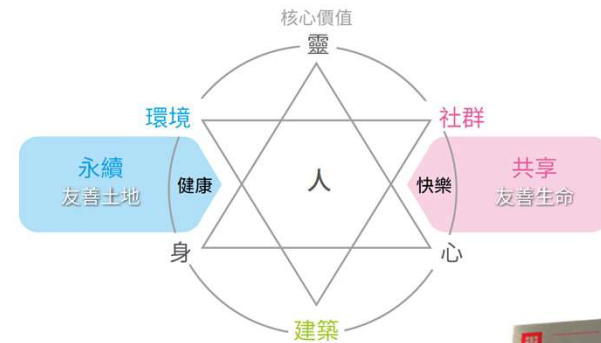 核心價值
靈
環境
社群
永續
友善土地
健康
人
快樂
共享
友善生命
身
心
建築